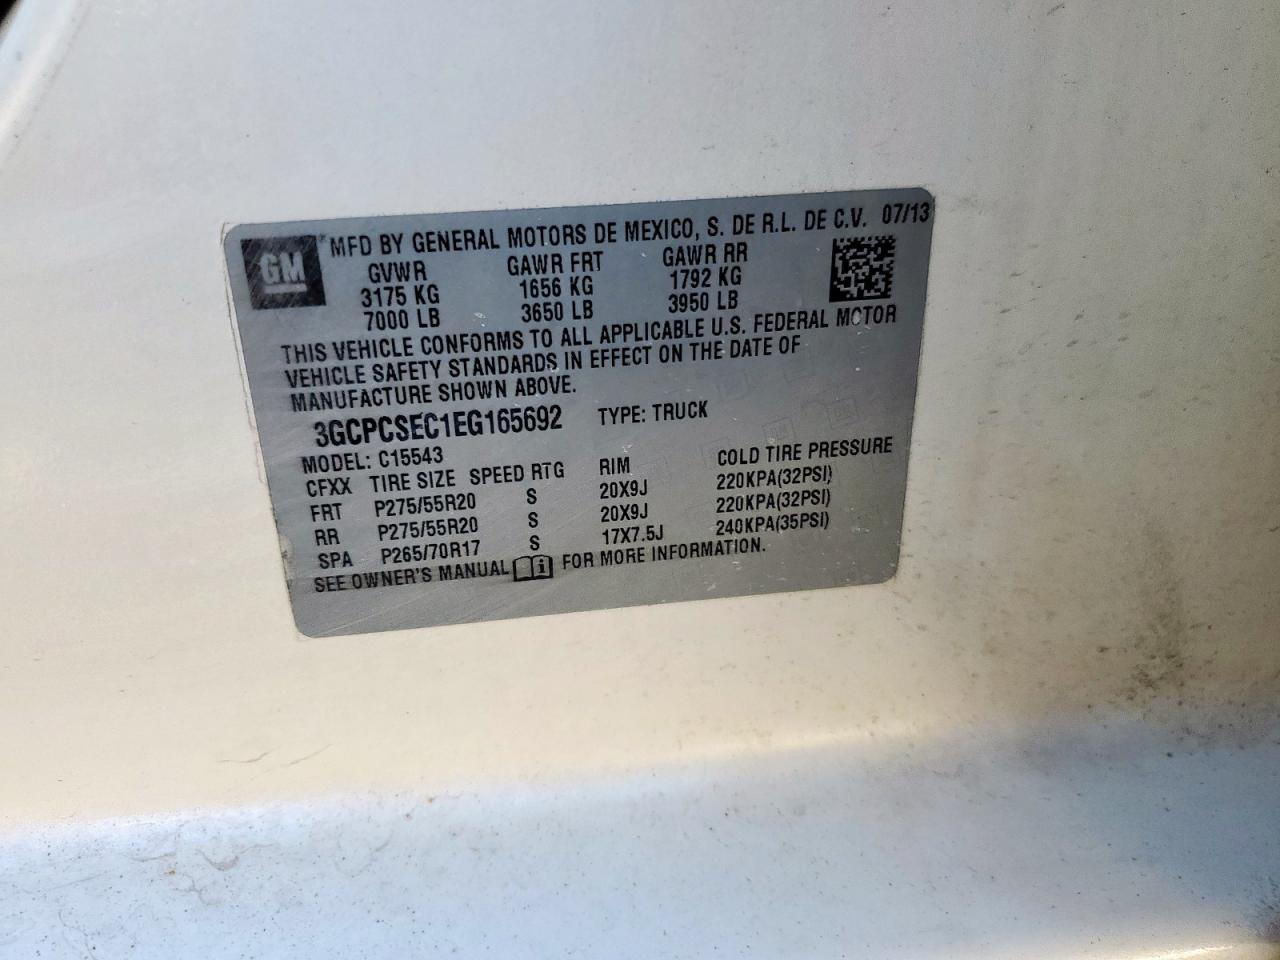 GM MFD BY GENERAL MOTORS DE MEXICO, S. DE R.L. DE C.V. 07/13
GVWR GAWR FRT GAWR RR
3175 KG 1656 KG 1792 KG
7000 LB 3650 LB 3950 LB
THIS VEHICLE CONFORMS TO ALL APPLICABLE U.S. FEDERAL MOTOR
VEHICLE SAFETY STANDARDS IN EFFECT ON THE DATE OF
MANUFACTURE SHOWN ABOVE.
3GCPCSEC1EG165692 TYPE: TRUCK
MODEL: C15543
CFXX TIRE SIZE SPEED RTG RIM COLD TIRE PRESSURE
FRT P275/55R20 S 20X9J 220KPA(32PSI)
RR P275/55R20 S 20X9J 220KPA(32PSI)
SPA P265/70R17 S 17X7.5J 240KPA(35PSI)
SEE OWNER'S MANUAL i FOR MORE INFORMATION.